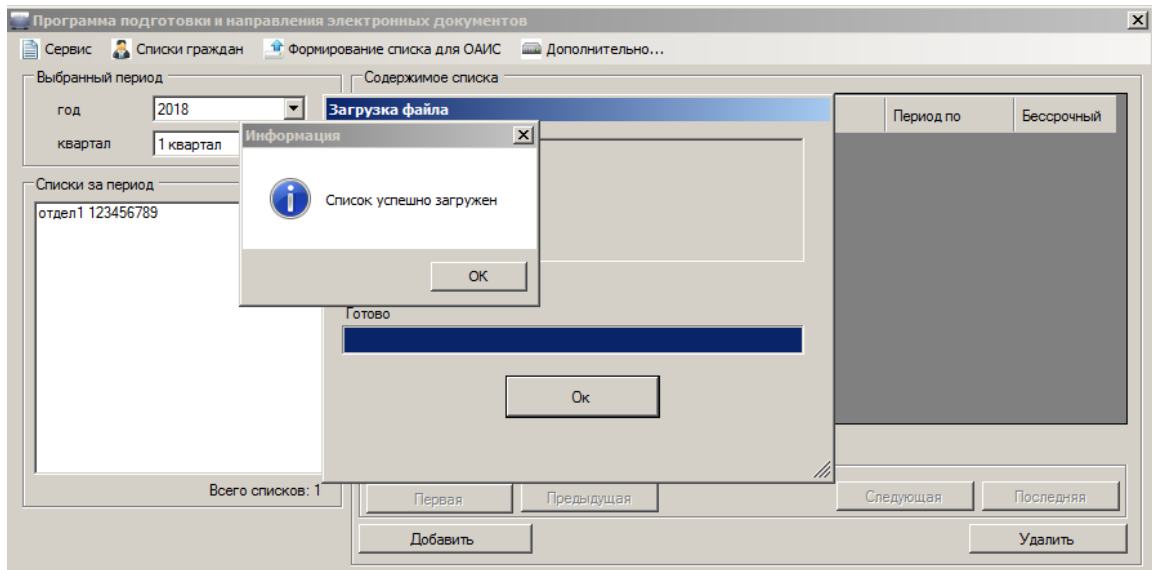 Программа подготовки и направления электронных документов
Сервис Списки граждан Формирование списка для ОАИС Дополнительно...
Выбранный период
год 2018
квартал 1 квартал
Списки за период
отдел1 123456789
Всего списков: 1
Содержимое списка
Период по Бессрочный
Загрузка файла
Информация
Список успешно загружен
ОК
Готово
Ок
Первая Предыдущая Следующая Последняя
Добавить Удалить